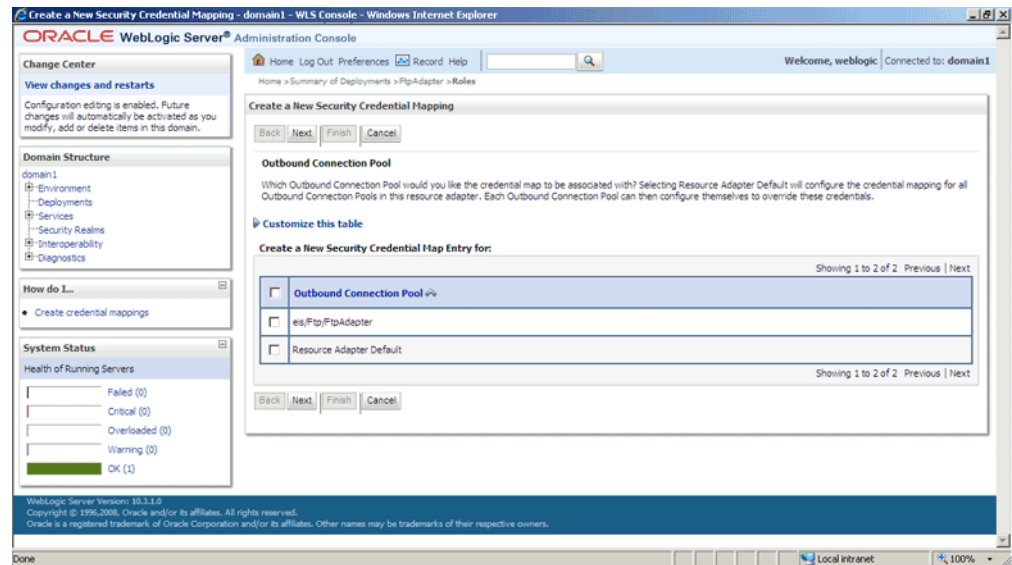 Create a New Security Credential Mapping - domain1 - WLS Console - Windows Internet Explorer
ORACLE WebLogic Server® Administration Console
Change Center
View changes and restarts
Configuration editing is enabled. Future
changes will automatically be activated as you
modify, add or delete items in this domain.
Domain Structure
domain1
Environment
Deployments
Services
Security Realms
Interoperability
Diagnostics
How do I...
Create credential mappings
System Status
Health of Running Servers
Failed (0)
Critical (0)
Overloaded (0)
Warning (0)
OK (1)
Home Log Out Preferences Record Help
Welcome, weblogic Connected to: domain1
Home >Summary of Deployments >FtpAdapter >Roles
Create a New Security Credential Mapping
Back Next Finish Cancel
Outbound Connection Pool
Which Outbound Connection Pool would you like the credential map to be associated with? Selecting Resource Adapter Default will configure the credential mapping for all
Outbound Connection Pools in this resource adapter. Each Outbound Connection Pool can then configure themselves to override these credentials.
Customize this table
Create a New Security Credential Map Entry for:
Showing 1 to 2 of 2 Previous | Next
Outbound Connection Pool
eis/Ftp/FtpAdapter
Resource Adapter Default
Showing 1 to 2 of 2 Previous | Next
Back Next Finish Cancel
WebLogic Server Version: 10.3.1.0
Copyright © 1996,2008, Oracle and/or its affiliates. All rights reserved.
Oracle is a registered trademark of Oracle Corporation and/or its affiliates. Other names may be trademarks of their respective owners.
Done
Local intranet
100%